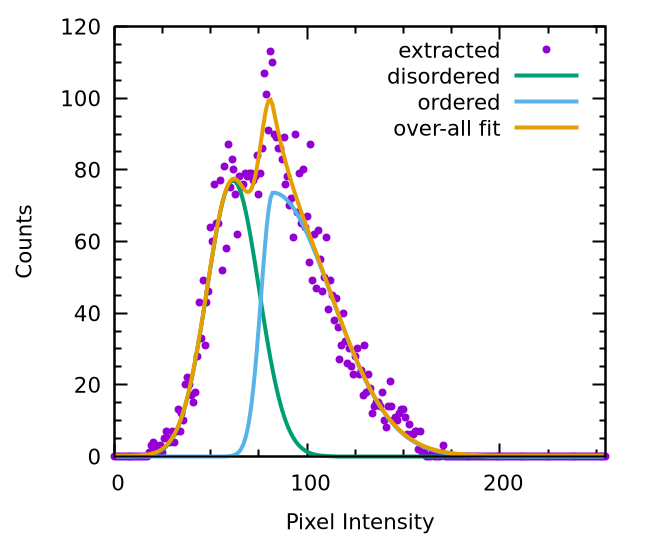 120
100
80
60
40
20
0
Counts
extracted
disordered
ordered
over-all fit
0 100 200
Pixel Intensity